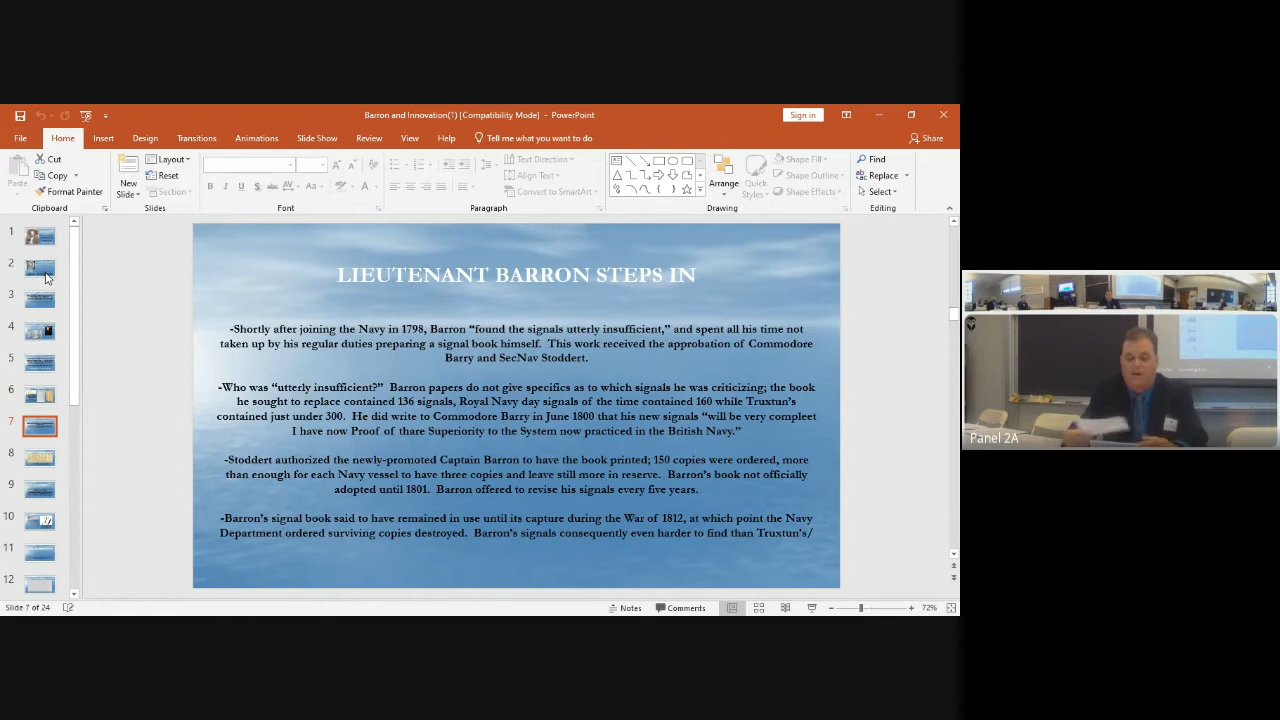 Barron and Innovation(1) [Compatibility Mode] - PowerPoint
Sign in
File Home Insert Design Transitions Animations Slide Show Review View Help Tell me what you want to do Share
Paste
Cut
Copy
Format Painter
Clipboard
New
Slide
Layout
Reset
Section
Slides
Font
Text Direction
Align Text
Convert to SmartArt
Paragraph
Arrange
Quick
Styles
Shape Fill
Shape Outline
Shape Effects
Drawing
Find
Replace
Select
Editing
1
2
3
4
5
6
7
8
9
10
11
12
LIEUTENANT BARRON STEPS IN
-Shortly after joining the Navy in 1798, Barron “found the signals utterly insufficient,” and spent all his time not
taken up by his regular duties preparing a signal book himself. This work received the approbation of Commodore
Barry and SecNav Stoddert.
-Who was “utterly insufficient?” Barron papers do not give specifics as to which signals he was criticizing; the book
he sought to replace contained 136 signals, Royal Navy day signals of the time contained 160 while Truxtun’s
contained just under 300. He did write to Commodore Barry in June 1800 that his new signals “will be very compleet
I have now Proof of thare Superiority to the System now practiced in the British Navy.”
-Stoddert authorized the newly-promoted Captain Barron to have the book printed; 150 copies were ordered, more
than enough for each Navy vessel to have three copies and leave still more in reserve. Barron’s book not officially
adopted until 1801. Barron offered to revise his signals every five years.
-Barron’s signal book said to have remained in use until its capture during the War of 1812, at which point the Navy
Department ordered surviving copies destroyed. Barron’s signals consequently even harder to find than Truxtun’s/
Slide 7 of 24
Notes
Comments
72%
Panel 2A